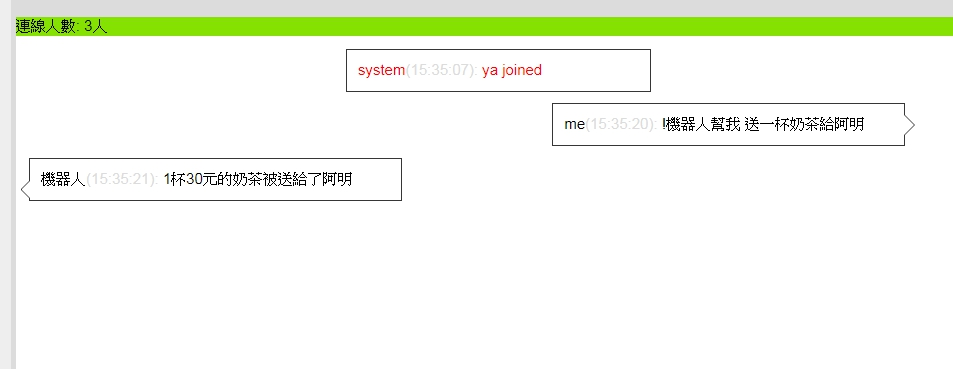 連線人數: 3人
system(15:35:07): ya joined
me(15:35:20): !機器人幫我 送一杯奶茶給阿明
機器人(15:35:21): 1杯30元的奶茶被送給了阿明